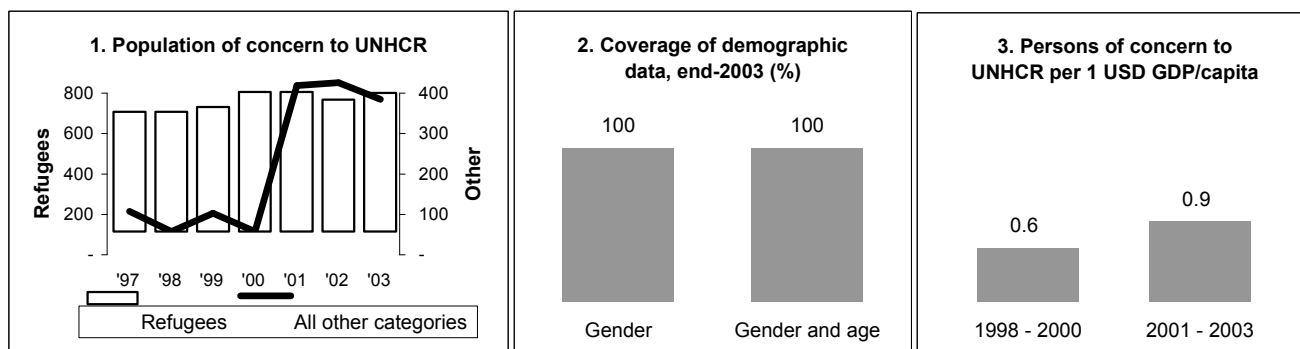 1. Population of concern to UNHCR
Refugees
800
600
400
200
-
400
300
200
100
-
Other
'97 '98 '99 '00 '01 '02 '03
Refugees All other categories
2. Coverage of demographic
data, end-2003 (%)
100 100
Gender Gender and age
3. Persons of concern to
UNHCR per 1 USD GDP/capita
0.6 0.9
1998 - 2000 2001 - 2003